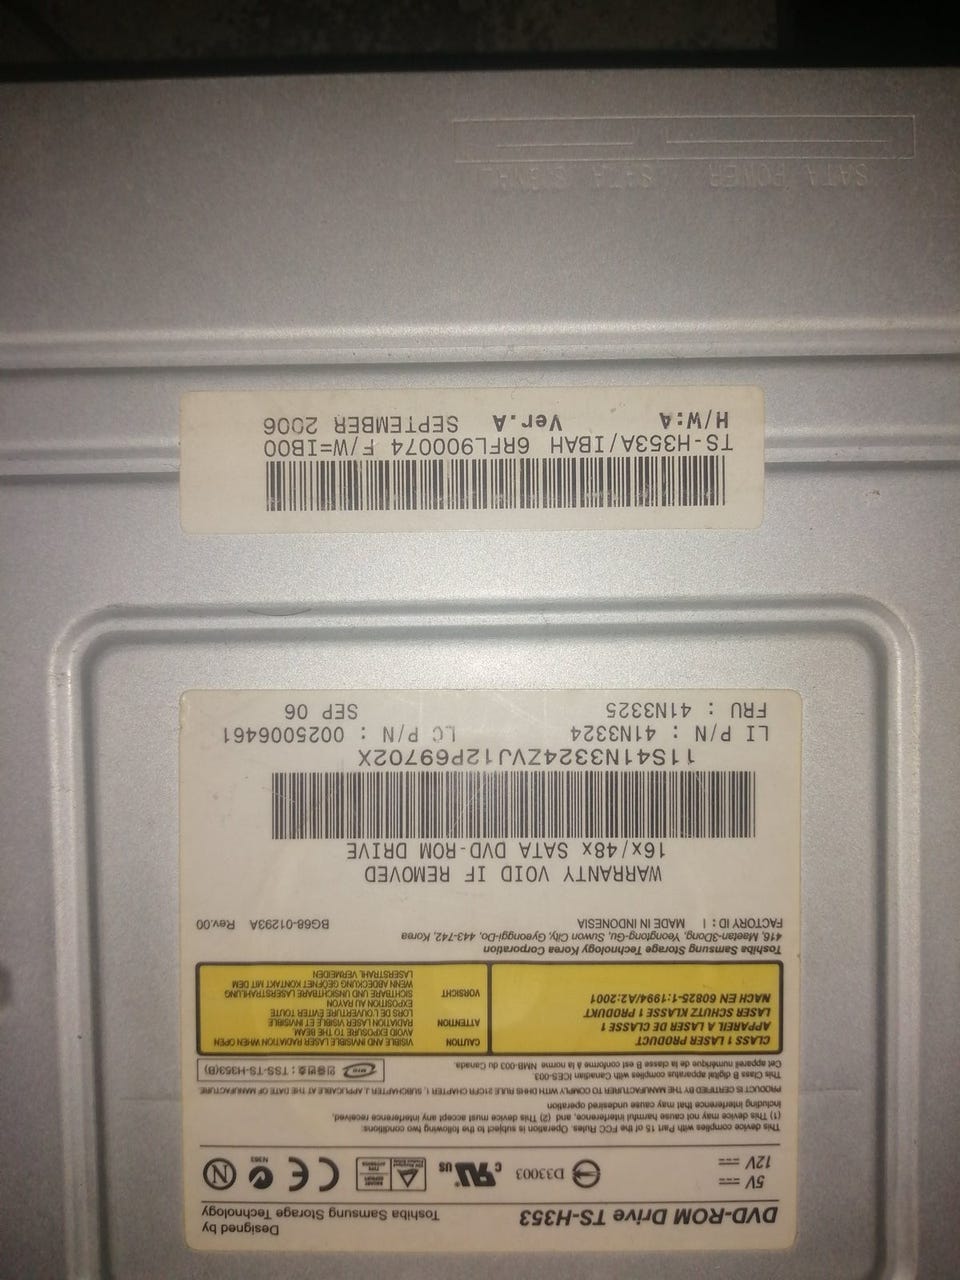 DVD-ROM Drive TS-H353
Designed by
Toshiba Samsung Storage Technology
5V
12V
D33003
c RU us
CE
N363
N
This device complies with Part 15 of the FCC Rules. Operation is subject to the following two conditions:
(1) This device may not cause harmful interference, and (2) This device must accept any interference received,
including interference that may cause undesired operation
PRODUCT IS CERTIFIED BY THE MANUFACTURER TO COMPLY WITH DHHS RULE 21CFR CHAPTER I, SUBCHAPTER J APPLICABLE AT THE DATE OF MANUFACTURE
This Class B digital apparatus complies with Canadian ICES-003.
Cet appareil numérique de la classe B est conforme à la norme NMB-003 du Canada.
인증번호 : TSS-TS-H353(B)
CLASS 1 LASER PRODUCT
APPAREIL A LASER DE CLASSE 1
LASER SCHUTZ KLASSE 1 PRODUKT
NACH EN 60825-1:1994/A2:2001
CAUTION VISIBLE AND INVISIBLE LASER RADIATION WHEN OPEN
AVOID EXPOSURE TO THE BEAM.
ATTENTION RADIATION LASER VISIBLE ET INVISIBLE
LORS DE L'OUVERTURE EVITER TOUTE
EXPOSITION AU RAYON
VORSICHT SICHTBARE UND UNSICHTBARE LASERSTRAHLUNG
WENN ABDECKUNG GEÖFNET KONTAKT MIT DEM
LASERSTRAHL VERMEIDEN
Toshiba Samsung Storage Technology Korea Corporation
416, Maetan-3Dong, Yeongtong-Gu, Suwon City, Gyeonggi-Do, 443-742, Korea
FACTORY ID : I MADE IN INDONESIA BG68-01293A Rev.00
WARRANTY VOID IF REMOVED
16x/48x SATA DVD-ROM DRIVE
11S41N3324ZVJ12P69702X
LI P/N : 41N3324 LC P/N : 0025006461
FRU : 41N3325 SEP 06
TS-H353A/IBAH 6RFL900074 F/W=IB00
H/W:A Ver.A SEPTEMBER 2006
SATA POWER SATA SIGNAL